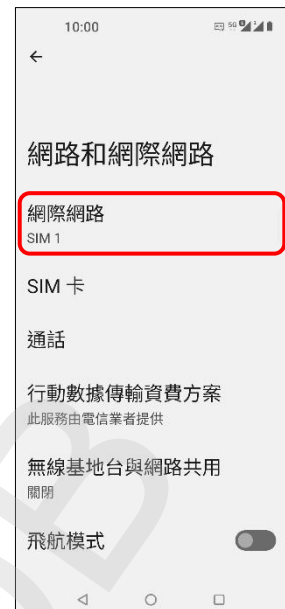 10:00
5G
網路和網際網路
網際網路
SIM 1
SIM 卡
通話
行動數據傳輸資費方案
此服務由電信業者提供
無線基地台與網路共用
關閉
飛航模式